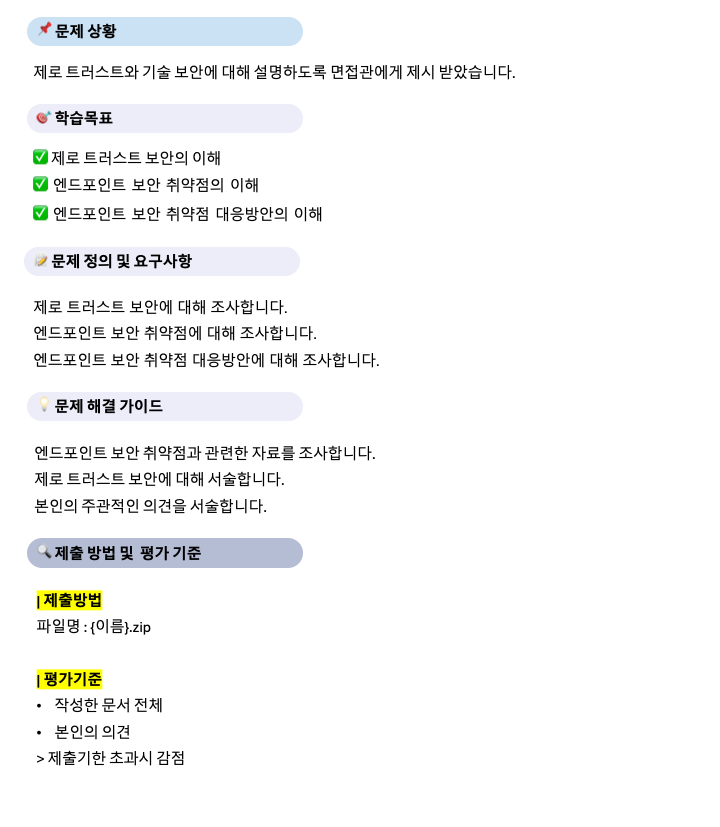 📌 문제 상황
제로 트러스트와 기술 보안에 대해 설명하도록 면접관에게 제시 받았습니다.
🎯 학습목표
✅ 제로 트러스트 보안의 이해
✅ 엔드포인트 보안 취약점의 이해
✅ 엔드포인트 보안 취약점 대응방안의 이해
📝 문제 정의 및 요구사항
제로 트러스트 보안에 대해 조사합니다.
엔드포인트 보안 취약점에 대해 조사합니다.
엔드포인트 보안 취약점 대응방안에 대해 조사합니다.
💡 문제 해결 가이드
엔드포인트 보안 취약점과 관련한 자료를 조사합니다.
제로 트러스트 보안에 대해 서술합니다.
본인의 주관적인 의견을 서술합니다.
🔍 제출 방법 및 평가 기준
| 제출방법
파일명 : {이름}.zip
| 평가기준
• 작성한 문서 전체
• 본인의 의견
> 제출기한 초과시 감점